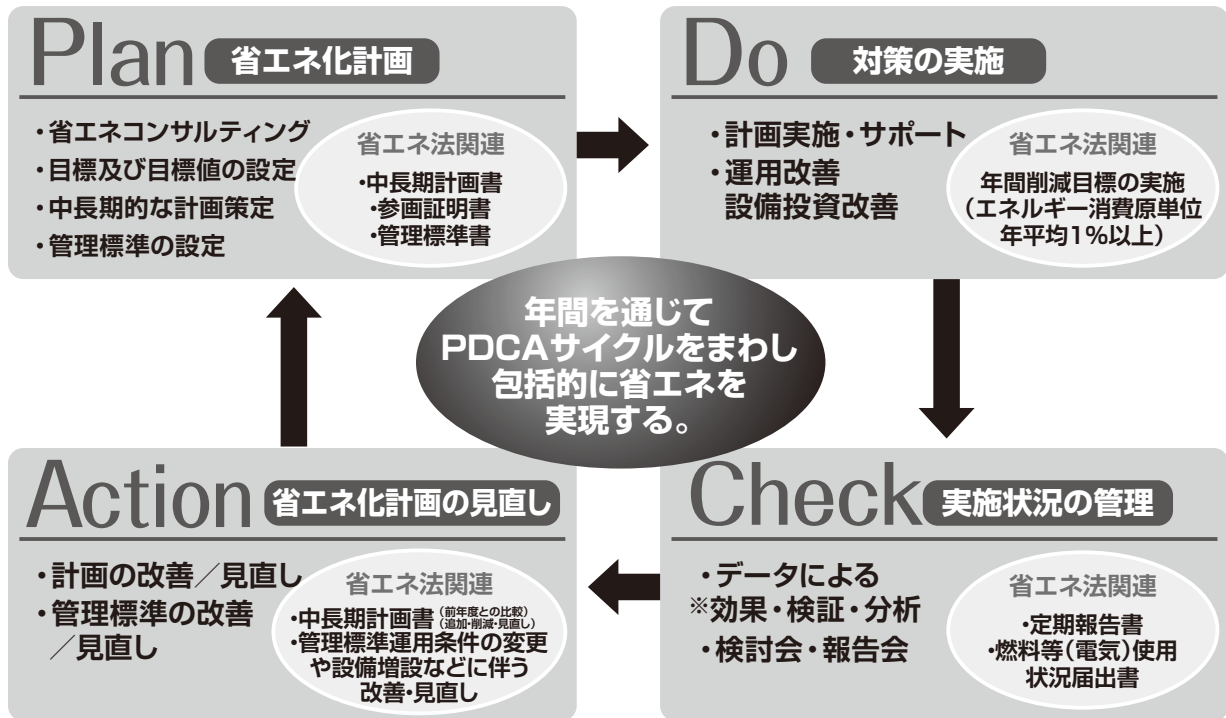 Plan 省エネ化計画
・省エネコンサルティング
・目標及び目標値の設定
・中長期的な計画策定
・管理標準の設定
省エネ法関連
・中長期計画書
・参画証明書
・管理標準書
Do 対策の実施
・計画実施・サポート
・運用改善
設備投資改善
省エネ法関連
年間削減目標の実施
(エネルギー消費原単位
年平均1%以上)
年間を通じて
PDCAサイクルをまわし
包括的に省エネを
実現する。
Action 省エネ化計画の見直し
・計画の改善/見直し
・管理標準の改善
/見直し
省エネ法関連
・中長期計画書(前年度との比較)
(追加・削減・見直し)
・管理標準運用条件の変更
や設備増設などに伴う
改善・見直し
Check 実施状況の管理
・データによる
※効果・検証・分析
・検討会・報告会
省エネ法関連
・定期報告書
・燃料等(電気)使用
状況届出書